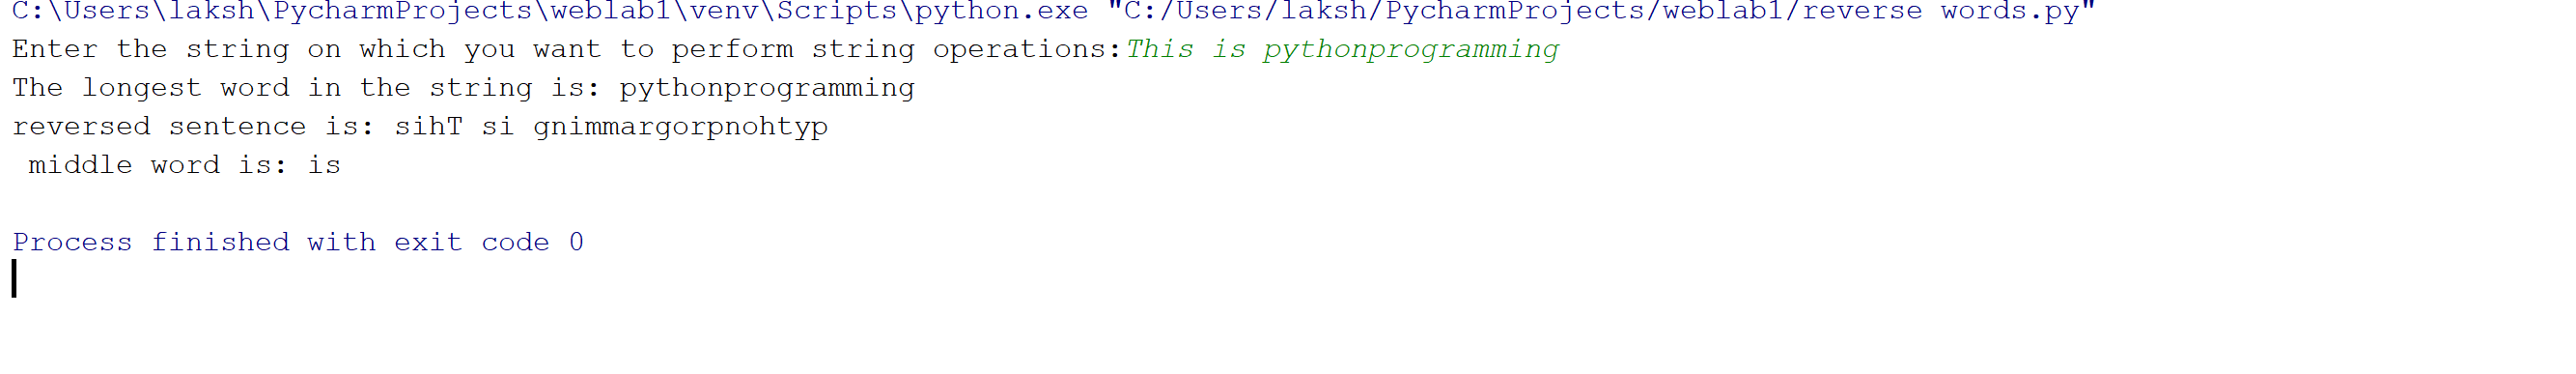 C:\Users\laksh\PycharmProjects\weblab1\venv\Scripts\python.exe "C:/Users/laksh/PycharmProjects/weblab1/reverse words.py"
Enter the string on which you want to perform string operations:This is pythonprogramming
The longest word in the string is: pythonprogramming
reversed sentence is: sihT si gnimmargorpnohtyp
 middle word is: is
Process finished with exit code 0